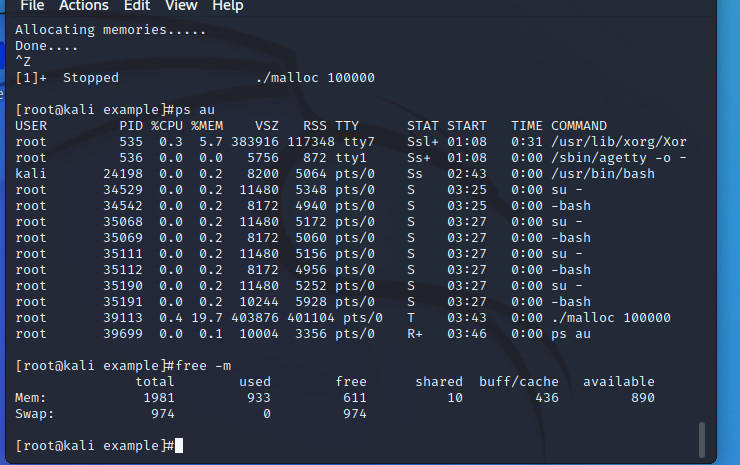 File Actions Edit View Help
Allocating memories.....
Done....
^Z
[1]+  Stopped                 ./malloc 100000
[root@kali example]#ps au
USER         PID %CPU %MEM    VSZ   RSS TTY      STAT START   TIME COMMAND
root         535  0.3  5.7 383916 117348 tty7    Ssl+ 01:08   0:31 /usr/lib/xorg/Xor
root         536  0.0  0.0   5756   872 tty1     Ss+  01:08   0:00 /sbin/agetty -o -
kali       24198  0.0  0.2   8200  5064 pts/0    Ss   02:43   0:00 /usr/bin/bash
root       34529  0.0  0.2  11480  5348 pts/0    S    03:25   0:00 su -
root       34542  0.0  0.2   8172  4940 pts/0    S    03:25   0:00 -bash
root       35068  0.0  0.2  11480  5172 pts/0    S    03:27   0:00 su -
root       35069  0.0  0.2   8172  5060 pts/0    S    03:27   0:00 -bash
root       35111  0.0  0.2  11480  5156 pts/0    S    03:27   0:00 su -
root       35112  0.0  0.2   8172  4956 pts/0    S    03:27   0:00 -bash
root       35190  0.0  0.2  11480  5252 pts/0    S    03:27   0:00 su -
root       35191  0.0  0.2  10244  5928 pts/0    S    03:27   0:00 -bash
root       39113  0.4 19.7 403876 401104 pts/0   T    03:43   0:00 ./malloc 100000
root       39699  0.0  0.1  10004  3356 pts/0    R+   03:46   0:00 ps au
[root@kali example]#free -m
               total        used        free      shared  buff/cache   available
Mem:            1981         933         611          10         436         890
Swap:            974           0         974
[root@kali example]#